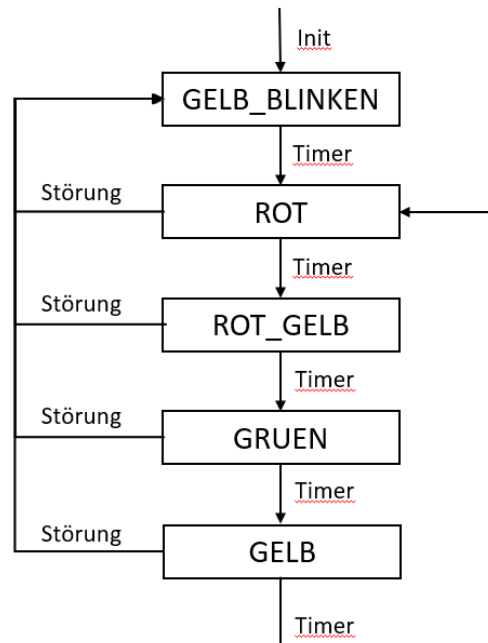 Init
GELB_BLINKEN
Timer
Störung
ROT
Timer
Störung
ROT_GELB
Timer
Störung
GRUEN
Timer
Störung
GELB
Timer